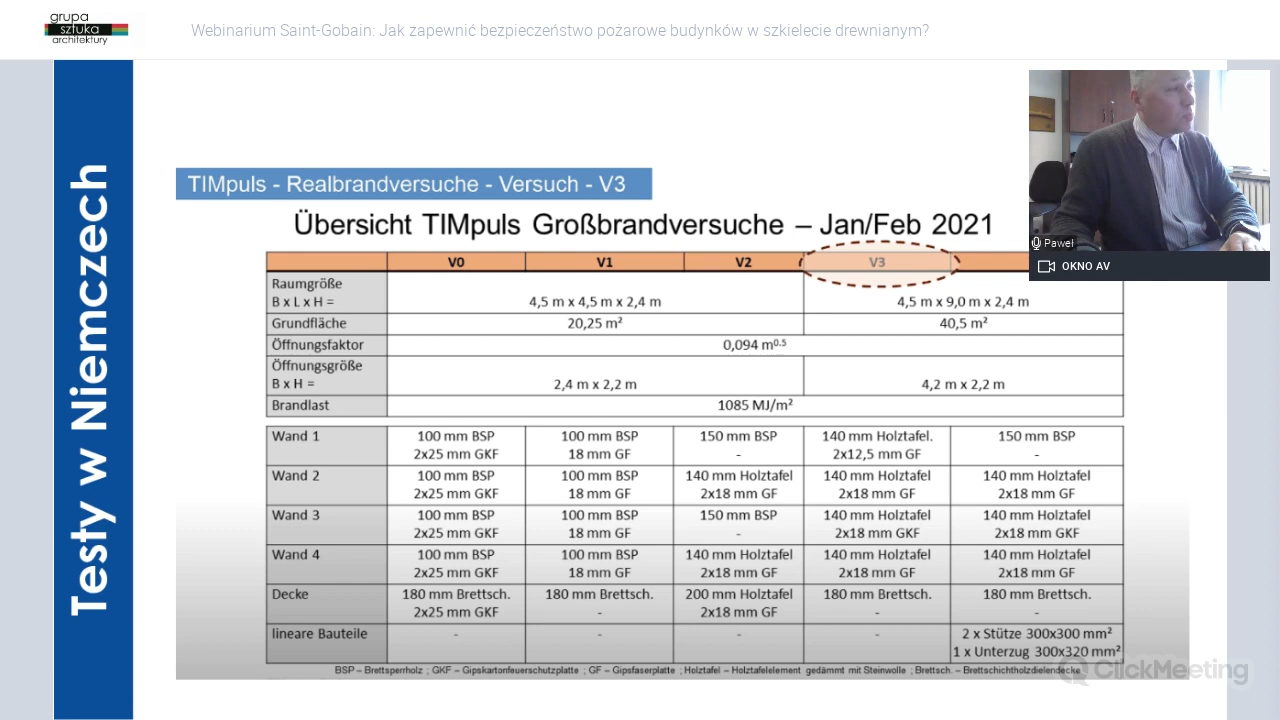 grupa
sztuka
architektury
Webinarium Saint-Gobain: Jak zapewnić bezpieczeństwo pożarowe budynków w szkielecie drewnianym?
Testy w Niemczech
TIMpuls - Realbrandversuche - Versuch - V3
Übersicht TIMpuls Großbrandversuche – Jan/Feb 2021
Pawel
OKNO AV
V0 V1 V2 V3
Raumgröße
B x L x H = 4,5 m x 4,5 m x 2,4 m 4,5 m x 9,0 m x 2,4 m
Grundfläche 20,25 m² 40,5 m²
Öffnungsfaktor 0,094 m⁰·⁵
Öffnungsgröße
B x H = 2,4 m x 2,2 m 4,2 m x 2,2 m
Brandlast 1085 MJ/m²
Wand 1 100 mm BSP 100 mm BSP 150 mm BSP 140 mm Holztafel. 150 mm BSP
2x25 mm GKF 18 mm GF - 2x12,5 mm GF -
Wand 2 100 mm BSP 100 mm BSP 140 mm Holztafel 140 mm Holztafel 140 mm Holztafel
2x25 mm GKF 18 mm GF 2x18 mm GF 2x18 mm GF 2x18 mm GF
Wand 3 100 mm BSP 100 mm BSP 150 mm BSP 140 mm Holztafel 140 mm Holztafel
2x25 mm GKF 18 mm GF - 2x18 mm GKF 2x18 mm GKF
Wand 4 100 mm BSP 100 mm BSP 140 mm Holztafel 140 mm Holztafel 140 mm Holztafel
2x25 mm GKF 18 mm GF 2x18 mm GF 2x18 mm GF 2x18 mm GF
Decke 180 mm Brettsch. 180 mm Brettsch. 200 mm Holztafel 180 mm Brettsch. 180 mm Brettsch.
2x25 mm GKF - 2x18 mm GF - -
lineare Bauteile - - - - 2 x Stütze 300x300 mm²
1 x Unterzug 300x320 mm²
BSP – Brettsperrholz ; GKF – Gipskartonfeuerschutzplatte ; GF – Gipsfaserplatte ; Holztafel – Holztafelelement gedämmt mit Steinwolle ; Brettsch. – Brettschichtholzdielendecke
ClickMeeting